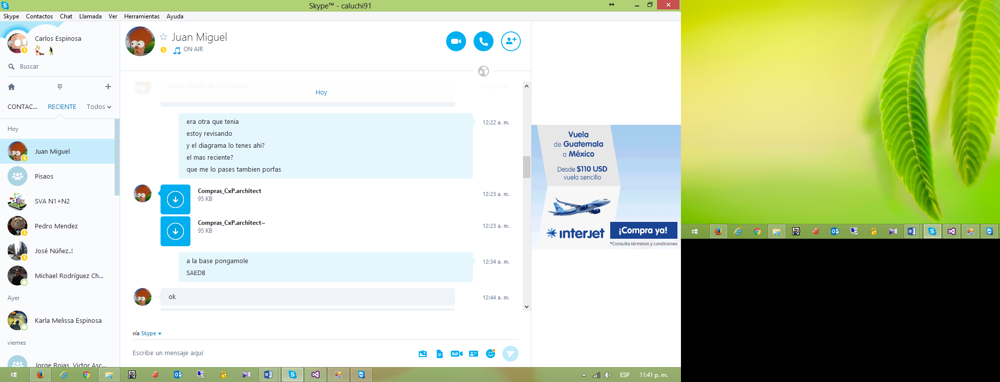 Skype™ - caluchi91
Skype Contactos Chat Llamada Ver Herramientas Ayuda
Carlos Espinosa
Buscar
CONTAC... RECIENTE Todos
Hoy
Juan Miguel
Pisaos
SVA N1+N2
Pedro Mendez
José Núñez..!
Michael Rodríguez Ch...
Ayer
Karla Melissa Espinosa
viernes
Jorge Rojas, Victor Asc...
Juan Miguel
ON AIR
todas deben de ser identity
:/
12:22 a. m.
Hoy
era otra que tenia
12:22 a. m.
estoy revisando
y el diagrama lo tenes ahi?
el mas reciente?
que me lo pases tambien porfas
Compras_CxP.architect
95 KB
12:23 a. m.
Compras_CxP.architect~
95 KB
12:23 a. m.
a la base pongamole
12:34 a. m.
SAEDB
ok
12:44 a. m.
vía Skype
Escribe un mensaje aquí
Vuela
de Guatemala
a México
Desde $110 USD
vuelo sencillo
interjet
¡Compra ya!
*Consulta términos y condiciones
ESP 11:41 p. m.